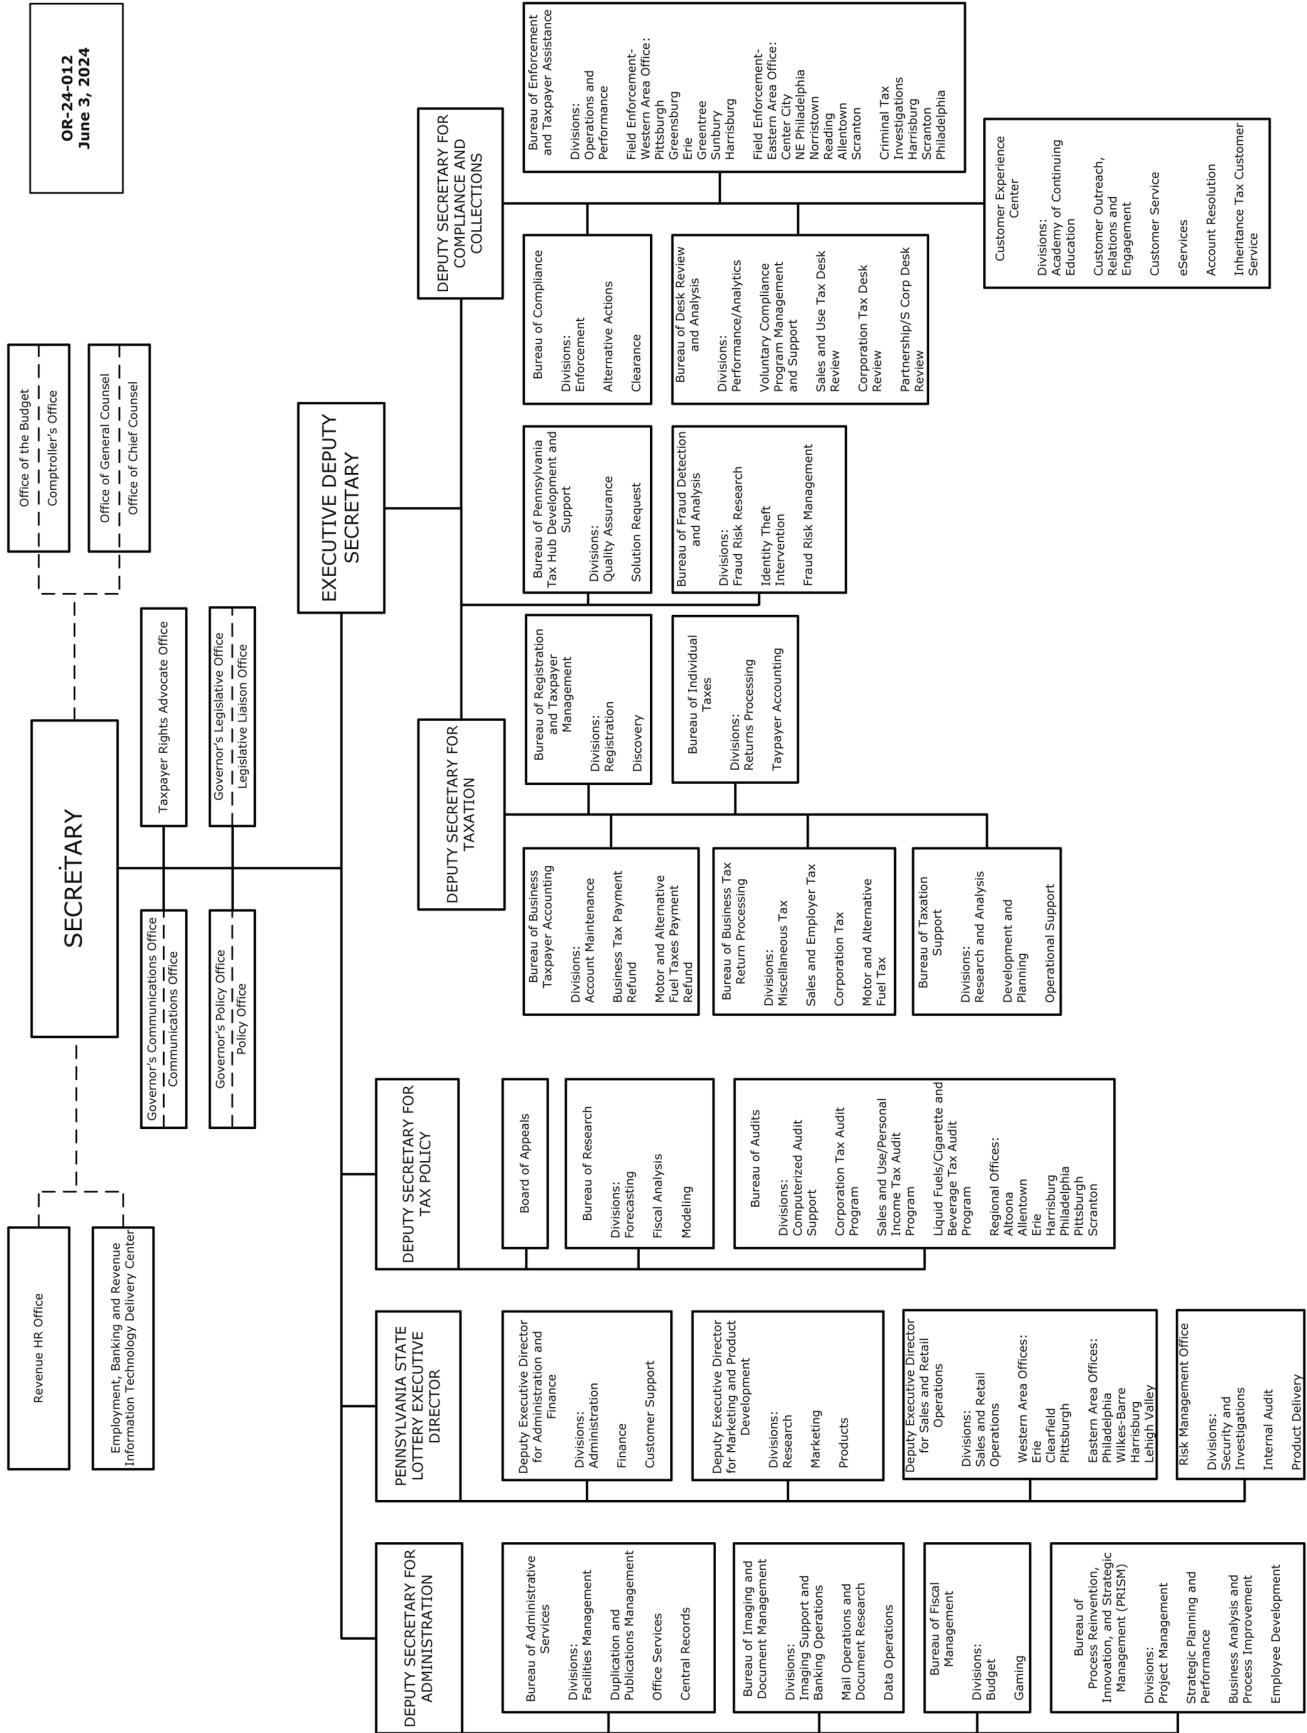 OR-24-012
June 3, 2024
Office of the Budget
Comptroller's Office
Office of General Counsel
Office of Chief Counsel
SECRETARY
Revenue HR Office
Employment, Banking and Revenue
Information Technology Delivery Center
Governor's Communications Office
Communications Office
Taxpayer Rights Advocate Office
Governor's Policy Office
Policy Office
Governor's Legislative Office
Legislative Liaison Office
EXECUTIVE DEPUTY
SECRETARY
DEPUTY SECRETARY FOR
ADMINISTRATION
Bureau of Administrative
Services
Divisions:
Facilities Management
Duplication and
Publications Management
Office Services
Central Records
Bureau of Imaging and
Document Management
Divisions:
Imaging Support and
Banking Operations
Mail Operations and
Document Research
Data Operations
Bureau of Fiscal
Management
Divisions:
Budget
Gaming
Bureau of
Process Reinvention,
Innovation, and Strategic
Management (PRISM)
Divisions:
Project Management
Strategic Planning and
Performance
Business Analysis and
Process Improvement
Employee Development
PENNSYLVANIA STATE
LOTTERY EXECUTIVE
DIRECTOR
Deputy Executive Director
for Administration and
Finance
Divisions:
Administration
Finance
Customer Support
Deputy Executive Director
for Marketing and Product
Development
Divisions:
Research
Marketing
Products
Deputy Executive Director
for Sales and Retail
Operations
Divisions:
Sales and Retail
Operations
Western Area Offices:
Erie
Clearfield
Pittsburgh
Eastern Area Offices:
Philadelphia
Wilkes-Barre
Harrisburg
Lehigh Valley
Risk Management Office
Divisions:
Security and
Investigations
Internal Audit
Product Delivery
DEPUTY SECRETARY FOR
TAX POLICY
Board of Appeals
Bureau of Research
Divisions:
Forecasting
Fiscal Analysis
Modeling
Bureau of Audits
Divisions:
Computerized Audit
Support
Corporation Tax Audit
Program
Sales and Use/Personal
Income Tax Audit
Program
Liquid Fuels/Cigarette and
Beverage Tax Audit
Program
Regional Offices:
Altoona
Allentown
Erie
Harrisburg
Philadelphia
Pittsburgh
Scranton
DEPUTY SECRETARY FOR
TAXATION
Bureau of Business
Taxpayer Accounting
Divisions:
Account Maintenance
Business Tax Payment
Refund
Motor and Alternative
Fuel Taxes Payment
Refund
Bureau of Business Tax
Return Processing
Divisions:
Miscellaneous Tax
Sales and Employer Tax
Corporation Tax
Motor and Alternative
Fuel Tax
Bureau of Taxation
Support
Divisions:
Research and Analysis
Development and
Planning
Operational Support
Bureau of Registration
and Taxpayer
Management
Divisions:
Registration
Discovery
Bureau of Individual
Taxes
Divisions:
Returns Processing
Taypayer Accounting
Bureau of Pennsylvania
Tax Hub Development and
Support
Divisions:
Quality Assurance
Solution Request
Bureau of Fraud Detection
and Analysis
Divisions:
Fraud Risk Research
Identity Theft
Intervention
Fraud Risk Management
DEPUTY SECRETARY FOR
COMPLIANCE AND
COLLECTIONS
Bureau of Compliance
Divisions:
Enforcement
Alternative Actions
Clearance
Bureau of Desk Review
and Analysis
Divisions:
Performance/Analytics
Voluntary Compliance
Program Management
and Support
Sales and Use Tax Desk
Review
Corporation Tax Desk
Review
Partnership/S Corp Desk
Review
Bureau of Enforcement
and Taxpayer Assistance
Divisions:
Operations and
Performance
Field Enforcement-
Western Area Office:
Pittsburgh
Greensburg
Erie
Greentree
Sunbury
Harrisburg
Field Enforcement-
Eastern Area Office:
Center City
NE Philadelphia
Norristown
Reading
Allentown
Scranton
Criminal Tax
Investigations
Harrisburg
Scranton
Philadelphia
Customer Experience
Center
Divisions:
Academy of Continuing
Education
Customer Outreach,
Relations and
Engagement
Customer Service
eServices
Account Resolution
Inheritance Tax Customer
Service